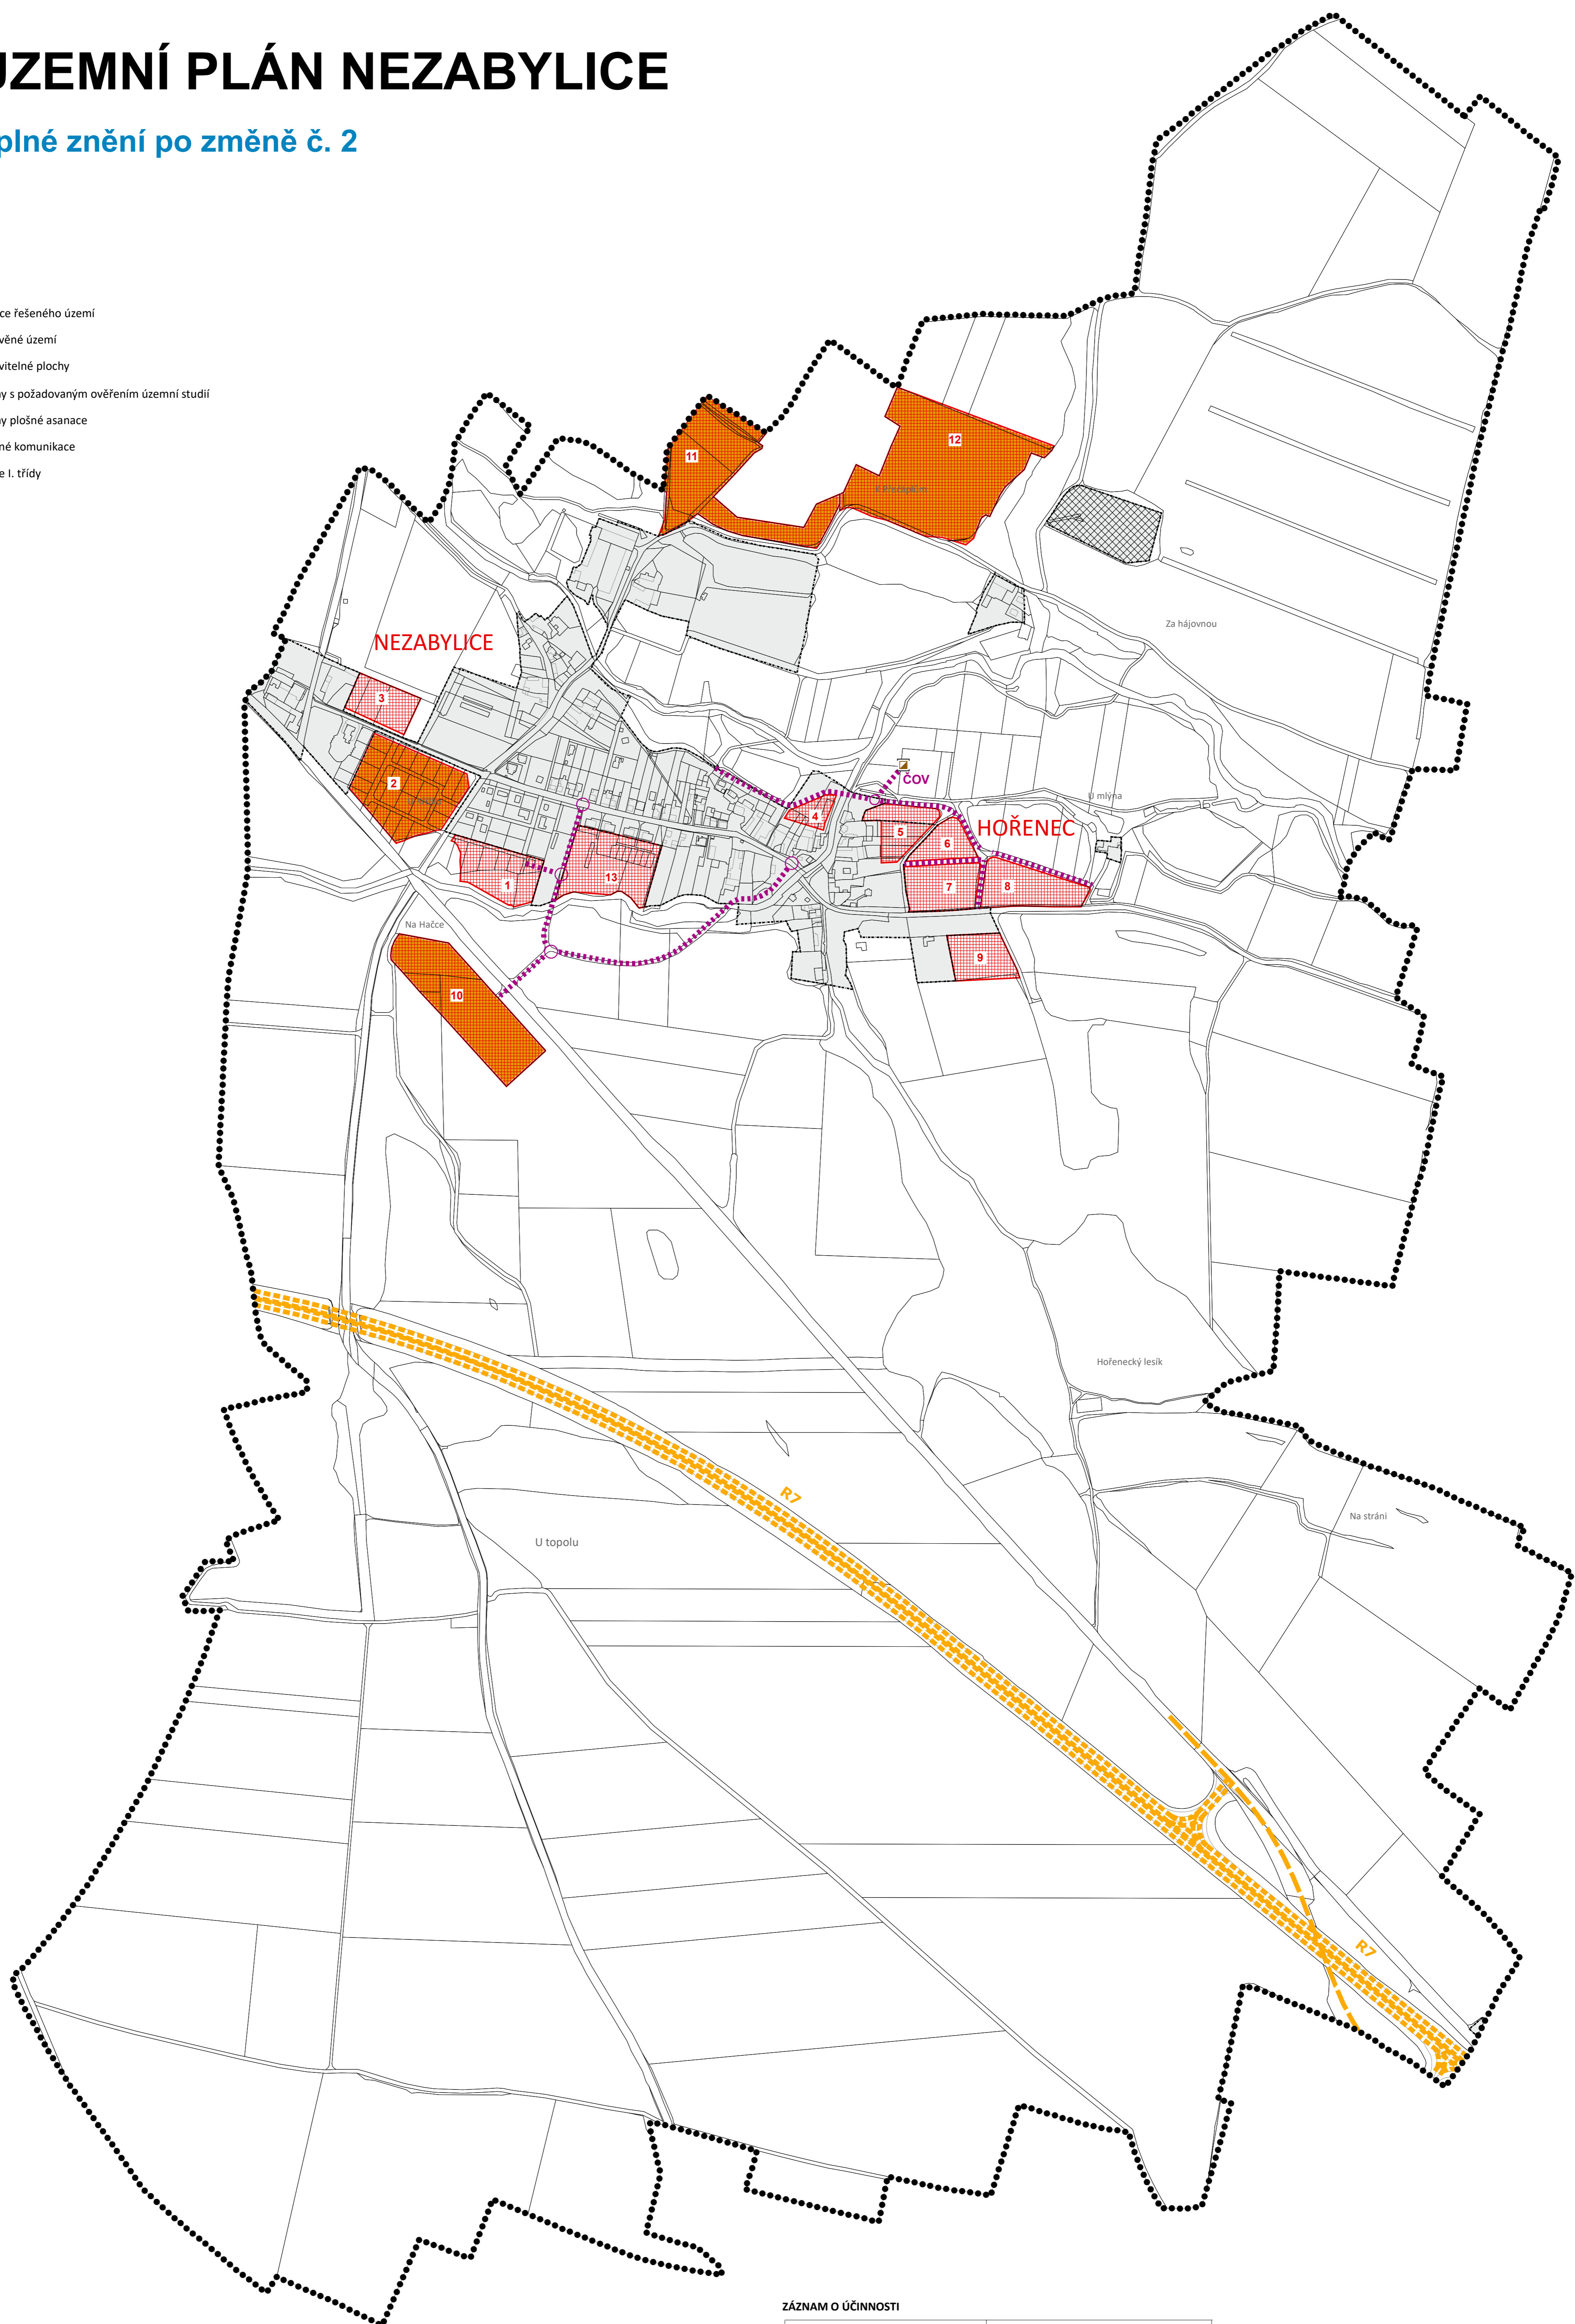 ÚZEMNÍ PLÁN NEZABYLICE
plné znění po změně č. 2
ce řešeného území
věné území
vitelné plochy
y s požadovaným ověřením územní studií
y plošné asanace
né komunikace
e I. třídy
12
11
Za hájovnou
NEZABYLICE
3
2
ČOV
U mlýna
4
5
HOŘENEC
6
13
1
7
8
Na Hačce
9
10
Hořenecký lesík
R7
Na stráni
U topolu
R7
ZÁZNAM O ÚČINNOSTI